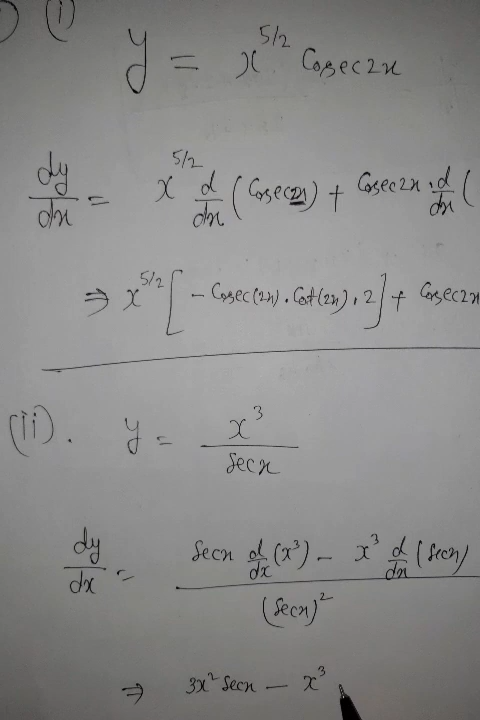 (i)
y = x^{5/2} Cosec2x
dy/dx = x^{5/2} d/dx (Cosec2x) + Cosec2x . d/dx (
⇒ x^{5/2} [ - Cosec(2x) . Cot(2x) . 2 ] + Cosec2x
(ii). y = x^3 / Secx
dy/dx = Secx d/dx (x^3) - x^3 d/dx (Secx) / (Secx)^2
⇒ 3x^2 Secx - x^3